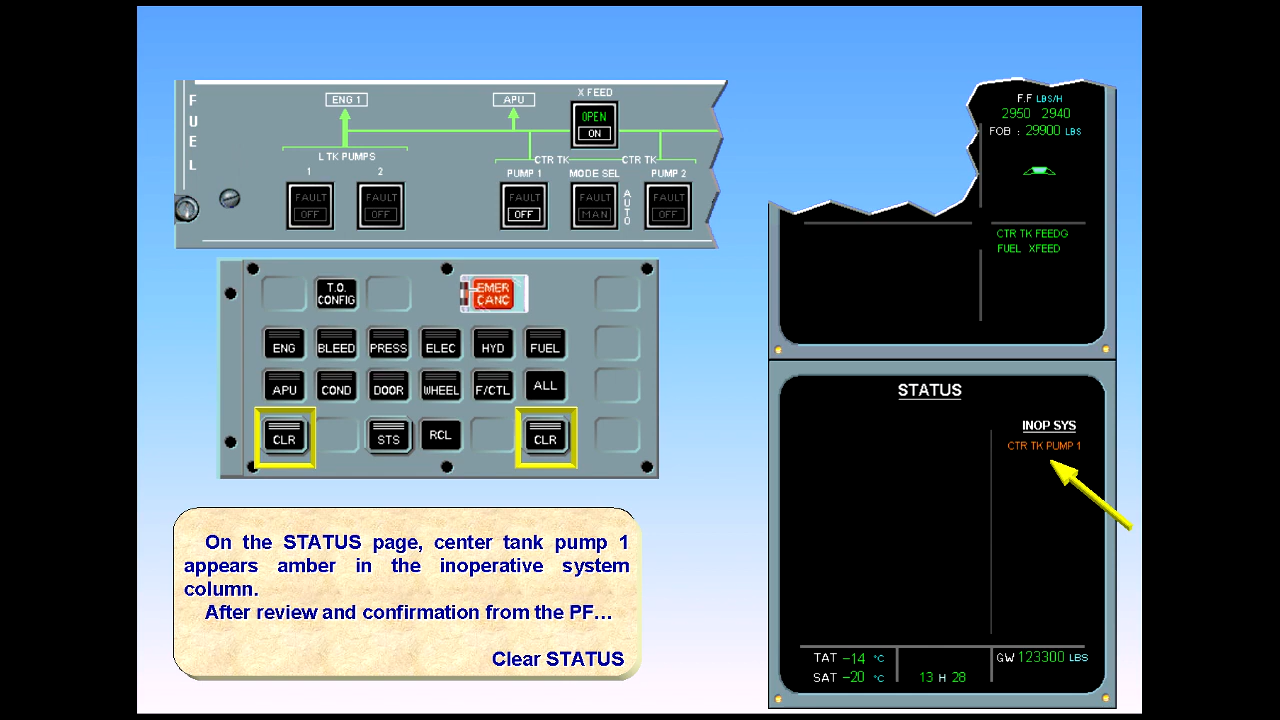 F
U
E
L
ENG 1
APU
X FEED
OPEN
ON
L TK PUMPS
1
2
CTR TK
CTR TK
PUMP 1
MODE SEL
PUMP 2
FAULT
OFF
FAULT
OFF
FAULT
OFF
FAULT
MAN
A
U
T
O
FAULT
OFF
T.O.
CONFIG
EMER
CANC
ENG
BLEED
PRESS
ELEC
HYD
FUEL
APU
COND
DOOR
WHEEL
F/CTL
ALL
CLR
STS
RCL
CLR
On the STATUS page, center tank pump 1
appears amber in the inoperative system
column.
After review and confirmation from the PF...
Clear STATUS
F.F LBS/H
2950 2940
FOB : 29900 LBS
CTR TK FEEDG
FUEL XFEED
STATUS
INOP SYS
CTR TK PUMP 1
TAT -14 °C
SAT -20 °C
13 H 28
GW 123300 LBS